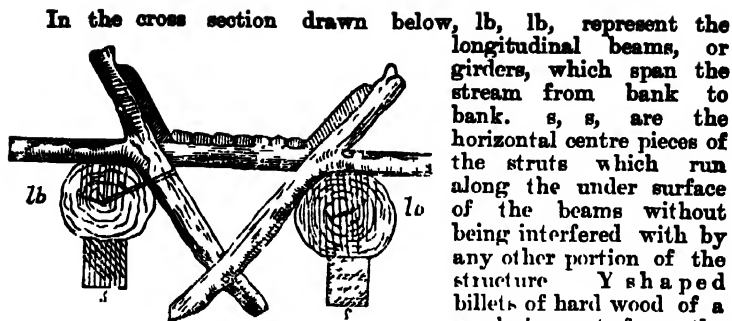 In the cross section drawn below, lb, lb, represent the
longitudinal beams, or
girders, which span the
stream from bank to
bank. s, s, are the
horizontal centre pieces of
the struts which run
along the under surface
of the beams without
being interfered with by
any other portion of the
structure Y shaped
billets of hard wood of a
lb
lb
s
s